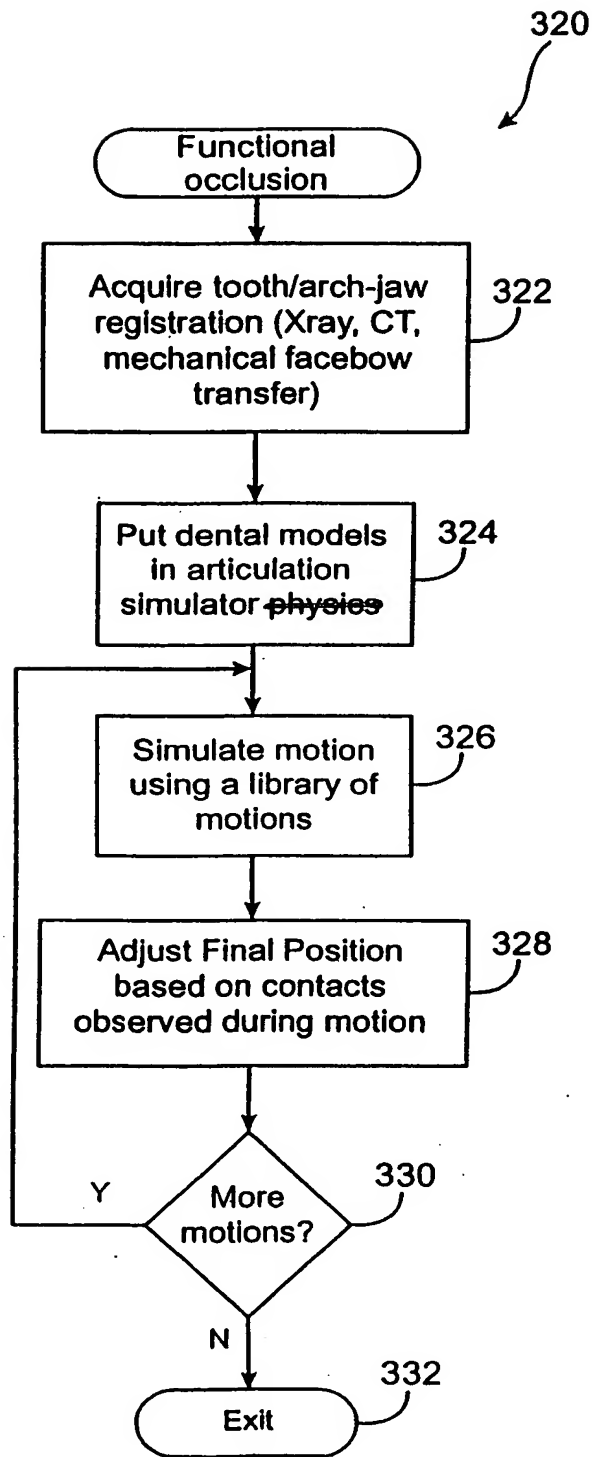 320
Functional
occlusion
Acquire tooth/arch-jaw
registration (Xray, CT,
mechanical facebow
transfer)
322
Put dental models
in articulation
simulator physics
324
Simulate motion
using a library of
motions
326
Adjust Final Position
based on contacts
observed during motion
328
More
motions?
330
Y
N
Exit
332